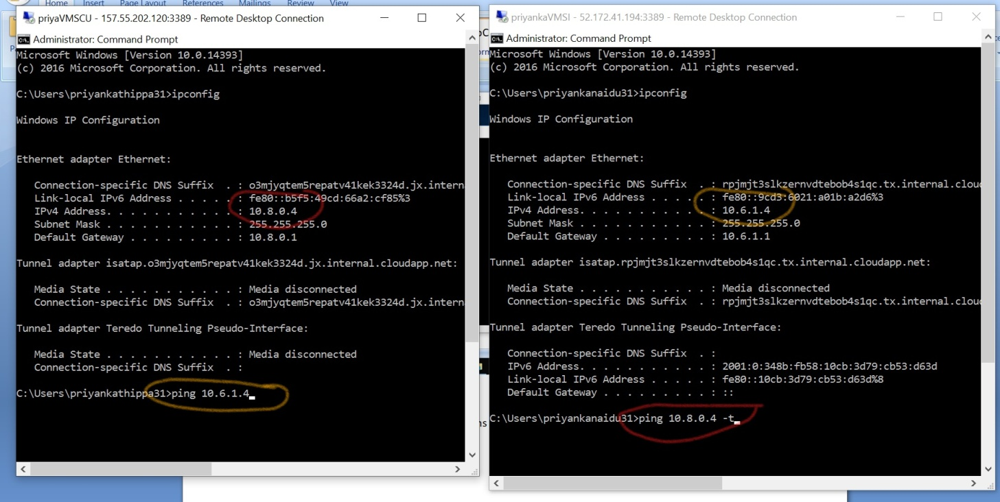 Home Insert Page Layout References Mailings Review View
priyaVMSCU - 157.55.202.120:3389 - Remote Desktop Connection
Administrator: Command Prompt
Microsoft Windows [Version 10.0.14393]
(c) 2016 Microsoft Corporation. All rights reserved.
C:\Users\priyankathippa31>ipconfig
Windows IP Configuration
Ethernet adapter Ethernet:
Connection-specific DNS Suffix . : o3mjyqtem5repatv41kek3324d.jx.intern
Link-local IPv6 Address . . . . . : fe80::b5f5:49cd:66a2:cf85%3
IPv4 Address. . . . . . . . . . . : 10.8.0.4
Subnet Mask . . . . . . . . . . . : 255.255.255.0
Default Gateway . . . . . . . . . : 10.8.0.1
Tunnel adapter isatap.o3mjyqtem5repatv41kek3324d.jx.internal.cloudapp.net:
Media State . . . . . . . . . . . : Media disconnected
Connection-specific DNS Suffix . : o3mjyqtem5repatv41kek3324d.jx.intern
Tunnel adapter Teredo Tunneling Pseudo-Interface:
Media State . . . . . . . . . . . : Media disconnected
Connection-specific DNS Suffix . :
C:\Users\priyankathippa31>ping 10.6.1.4
priyankaVMSI - 52.172.41.194:3389 - Remote Desktop Connection
Administrator: Command Prompt
Microsoft Windows [Version 10.0.14393]
(c) 2016 Microsoft Corporation. All rights reserved.
C:\Users\priyankanaidu31>ipconfig
Windows IP Configuration
Ethernet adapter Ethernet:
Connection-specific DNS Suffix . : rpjmjt3slkzernvdtebob4s1qc.tx.internal.clou
Link-local IPv6 Address . . . . . : fe80::9cd3:6021:a01b:a2d6%3
IPv4 Address. . . . . . . . . . . : 10.6.1.4
Subnet Mask . . . . . . . . . . . : 255.255.255.0
Default Gateway . . . . . . . . . : 10.6.1.1
Tunnel adapter isatap.rpjmjt3slkzernvdtebob4s1qc.tx.internal.cloudapp.net:
Media State . . . . . . . . . . . : Media disconnected
Connection-specific DNS Suffix . : rpjmjt3slkzernvdtebob4s1qc.tx.internal.clou
Tunnel adapter Teredo Tunneling Pseudo-Interface:
Connection-specific DNS Suffix . :
IPv6 Address. . . . . . . . . . . : 2001:0:348b:fb58:10cb:3d79:cb53:d63d
Link-local IPv6 Address . . . . . : fe80::10cb:3d79:cb53:d63d%8
Default Gateway . . . . . . . . . : ::
C:\Users\priyankanaidu31>ping 10.8.0.4 -t